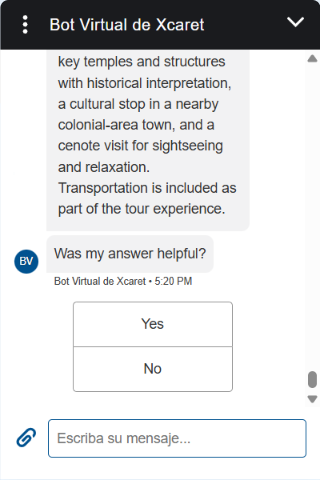 Bot Virtual de Xcaret
key temples and structures
with historical interpretation,
a cultural stop in a nearby
colonial-area town, and a
cenote visit for sightseeing
and relaxation.
Transportation is included as
part of the tour experience.
Was my answer helpful?
BV
Bot Virtual de Xcaret • 5:20 PM
Yes
No
Escriba su mensaje...